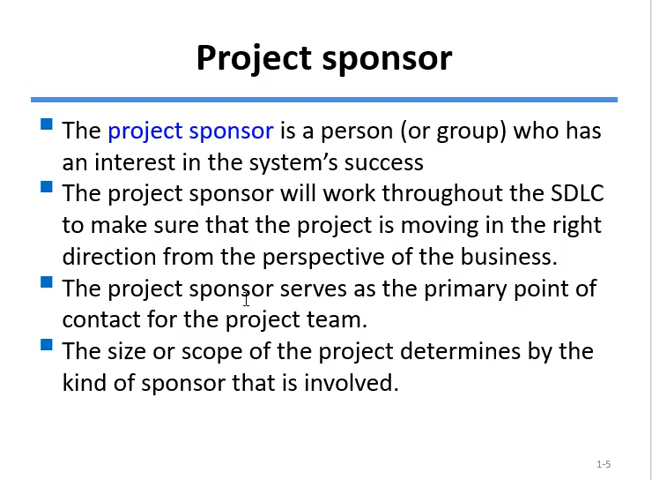 Project sponsor
The project sponsor is a person (or group) who has
an interest in the system’s success
The project sponsor will work throughout the SDLC
to make sure that the project is moving in the right
direction from the perspective of the business.
The project sponsor serves as the primary point of
contact for the project team.
The size or scope of the project determines by the
kind of sponsor that is involved.
1-5